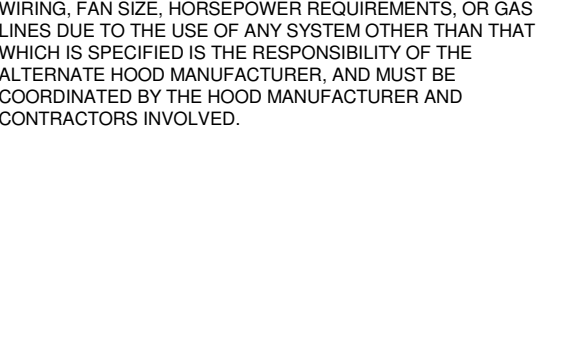 WIRING, FAN SIZE, HORSEPOWER REQUIREMENTS, OR GAS
LINES DUE TO THE USE OF ANY SYSTEM OTHER THAN THAT
WHICH IS SPECIFIED IS THE RESPONSIBILITY OF THE
ALTERNATE HOOD MANUFACTURER, AND MUST BE
COORDINATED BY THE HOOD MANUFACTURER AND
CONTRACTORS INVOLVED.